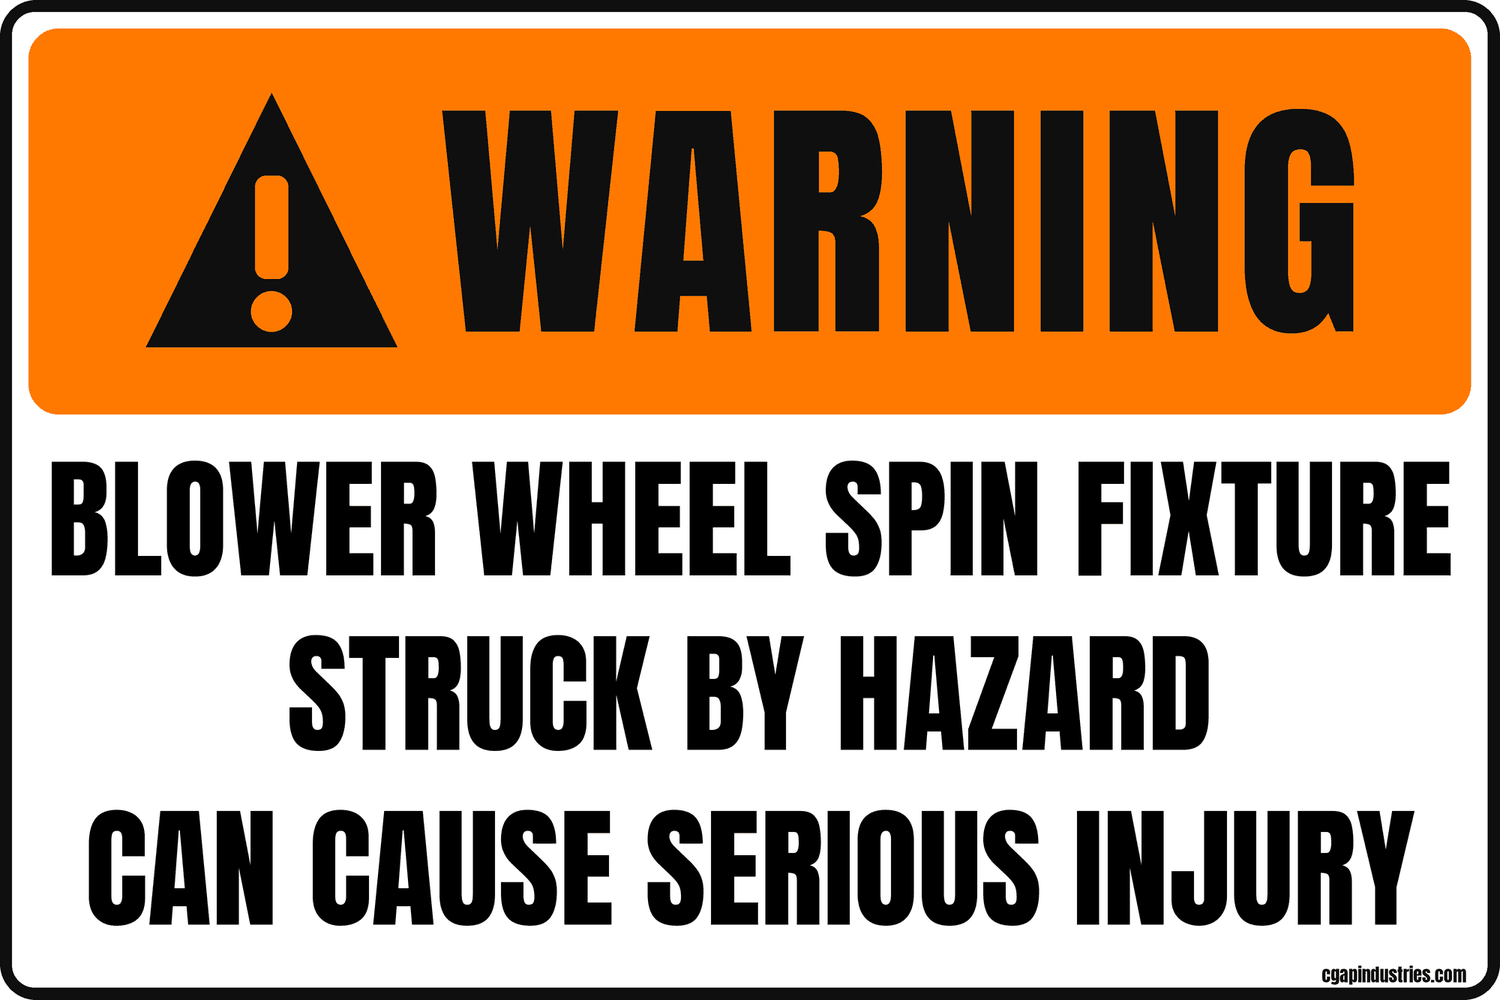 WARNING
BLOWER WHEEL SPIN FIXTURE
STRUCK BY HAZARD
CAN CAUSE SERIOUS INJURY
cgapindustries.com